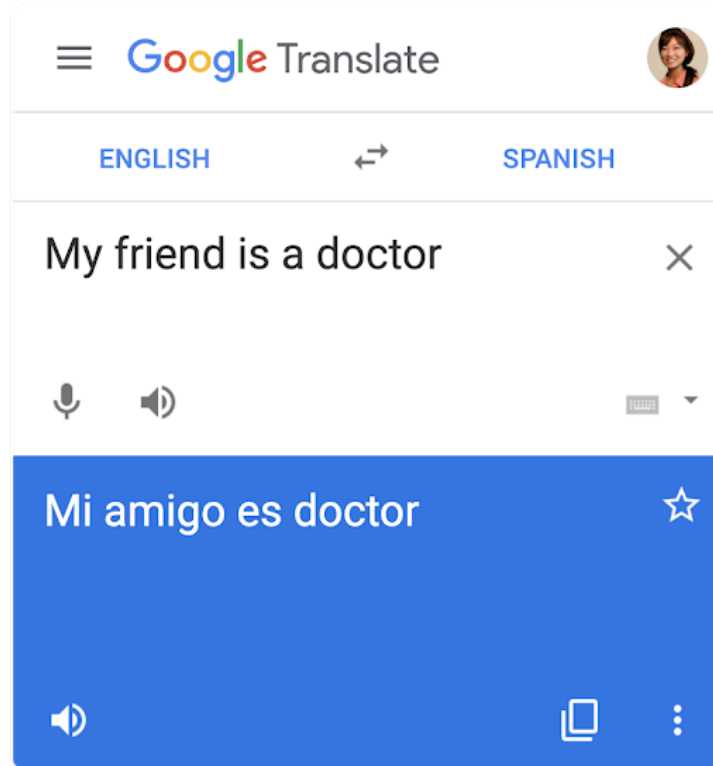 Google Translate
ENGLISH SPANISH
My friend is a doctor
Mi amigo es doctor